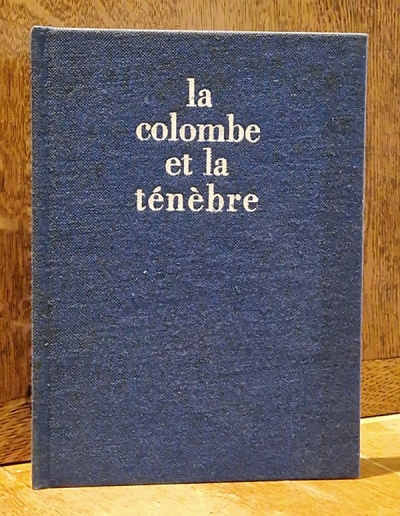 la
colombe
et la
ténèbre